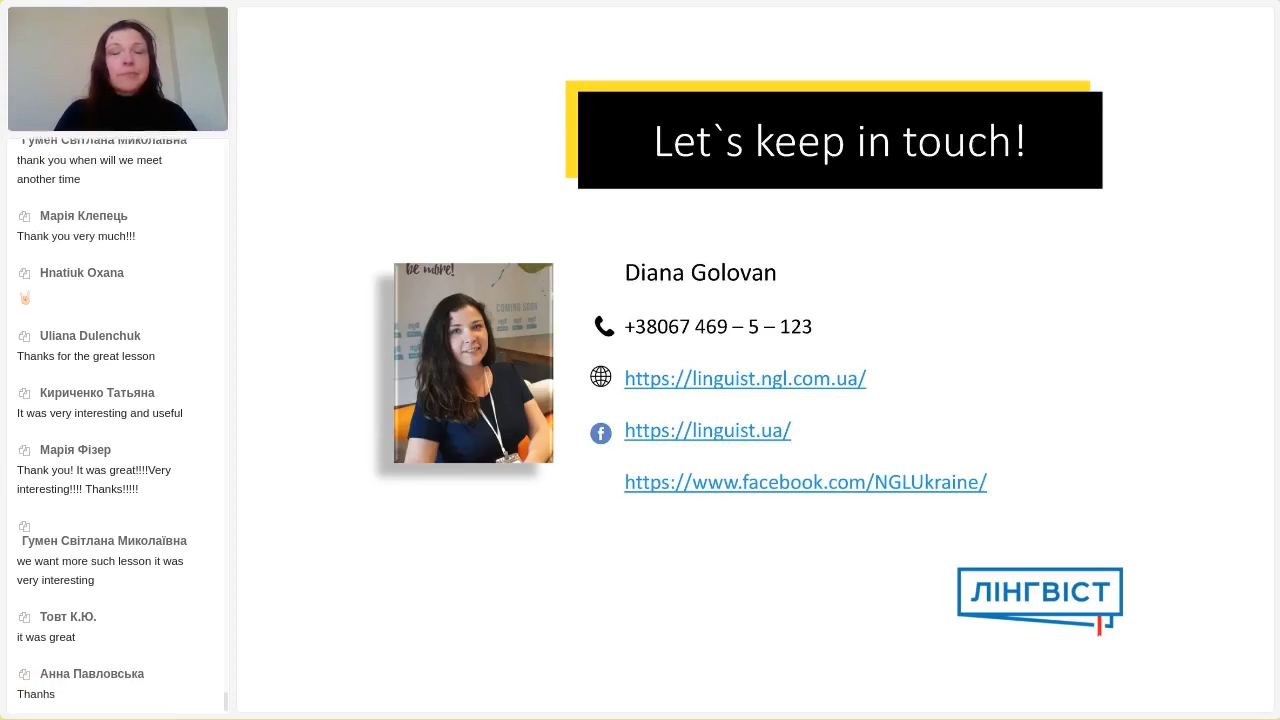 Гумен Світлана Миколаївна
thank you when will we meet
another time
Марія Клепець
Thank you very much!!!
Hnatiuk Oxana
Uliana Dulenchuk
Thanks for the great lesson
Кириченко Татьяна
It was very interesting and useful
Марія Фізер
Thank you! It was great!!!!Very
interesting!!!! Thanks!!!!!
Гумен Світлана Миколаївна
we want more such lesson it was
very interesting
Товт К.Ю.
it was great
Анна Павловська
Thanhs
Let`s keep in touch!
be more!
COMING SOON
Diana Golovan
+38067 469 – 5 – 123
https://linguist.ngl.com.ua/
https://linguist.ua/
https://www.facebook.com/NGLUkraine/
ЛІНГВІСТ